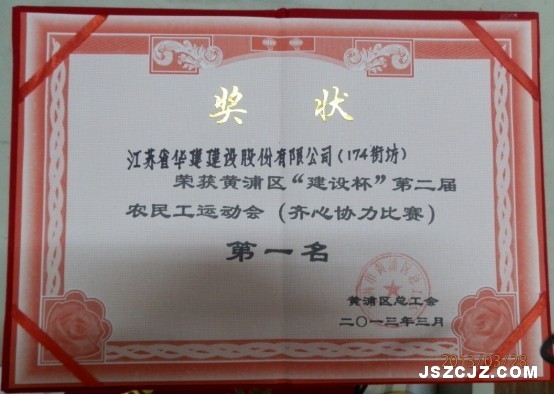 奖 状
江苏省华建建设股份有限公司(174街坊)
荣获黄浦区“建设杯”第二届
农民工运动会(齐心协力比赛)
第一名
黄浦区总工会
二〇一三年三月
2013/03/28
JSZCJZ.COM